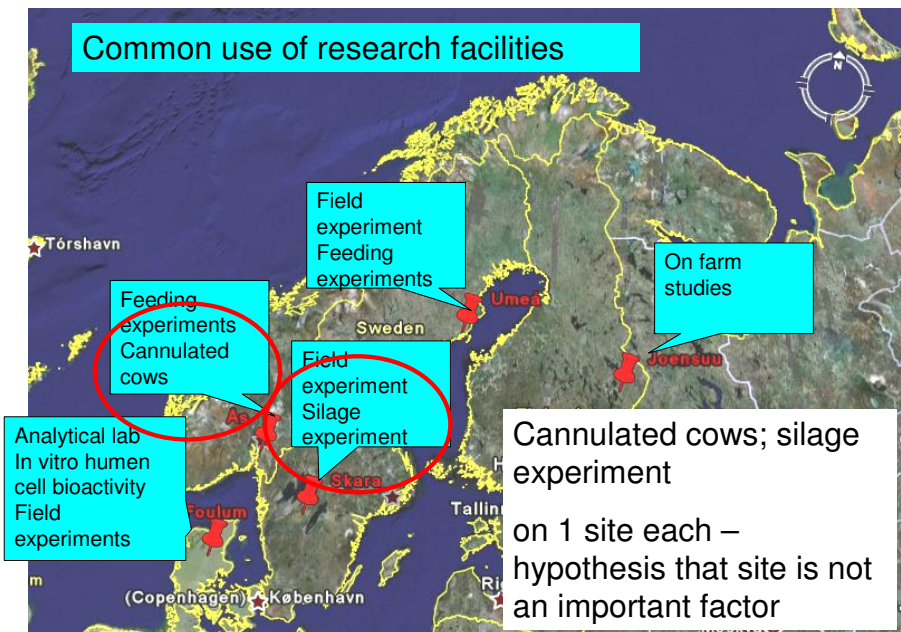 Common use of research facilities
N
Tórshavn
Field
experiment
Feeding
experiments
Umeå
On farm
studies
Joensuu
Feeding
experiments
Cannulated
cows
Sweden
Field
experiment
Silage
experiment
Ås
Skara
Analytical lab
In vitro humen
cell bioactivity
Field
experiments
Foulum
Tallin
(Copenhagen)
København
Cannulated cows; silage
experiment
on 1 site each –
hypothesis that site is not
an important factor